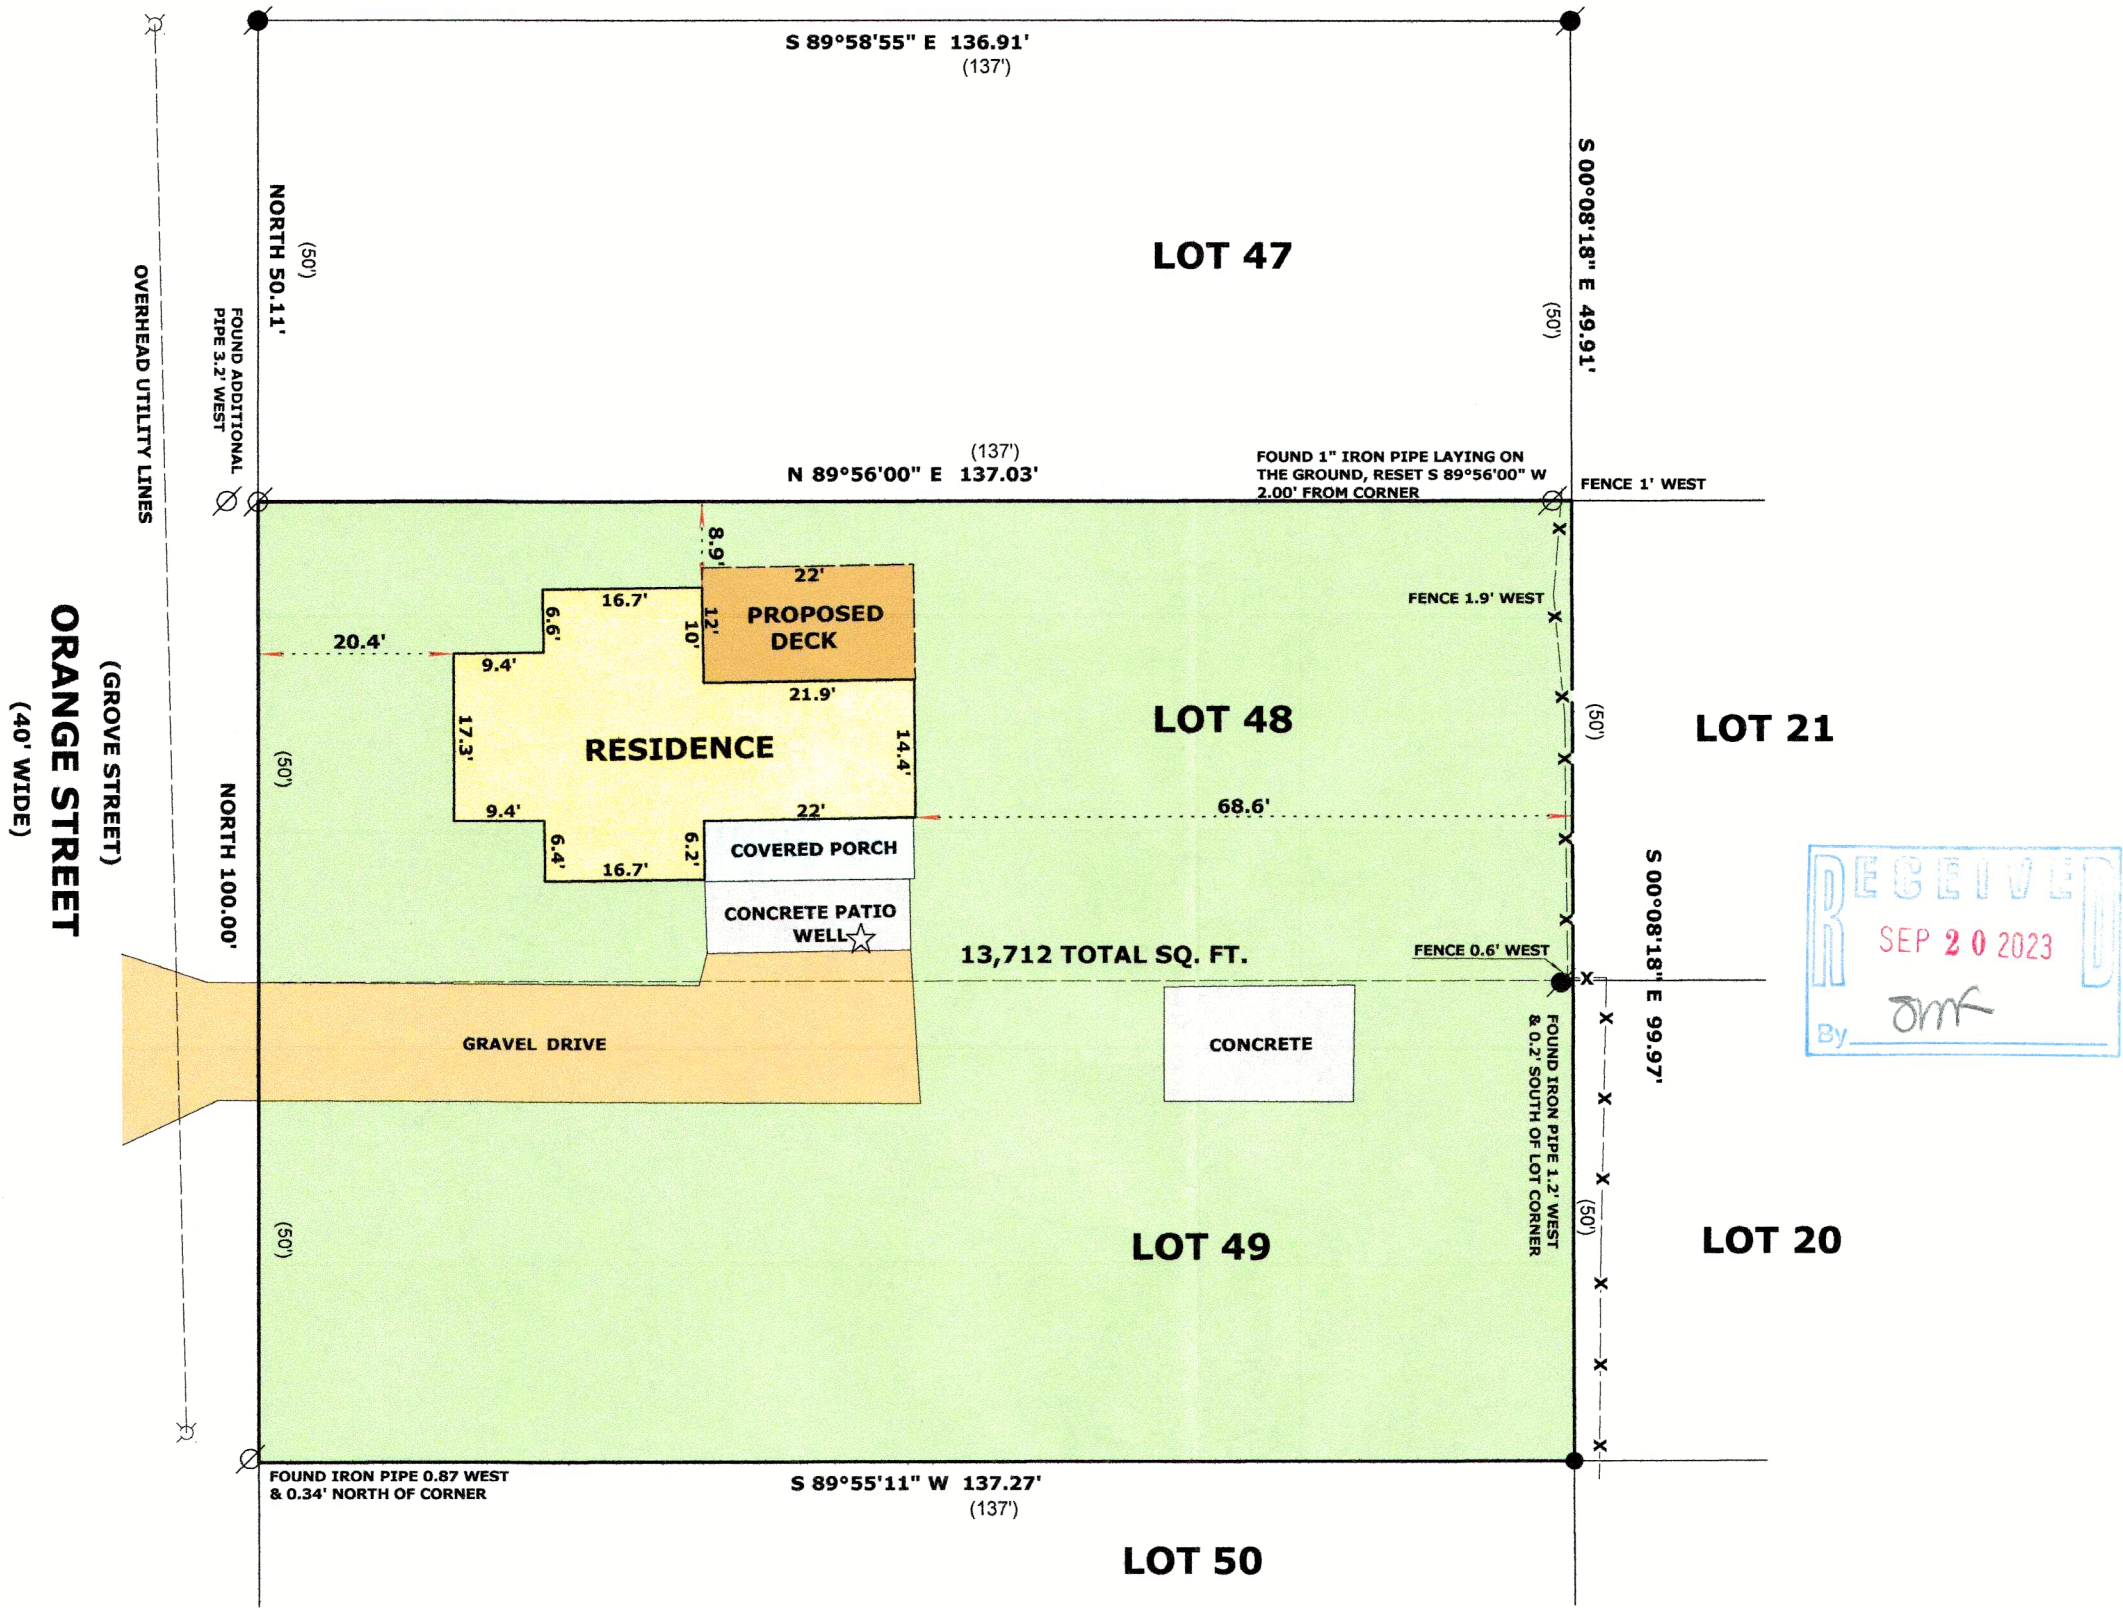 S 89°58'55" E 136.91'
(137')
NORTH 50.11'
(50')
S 00°08'18" E 49.91'
(50')
LOT 47
OVERHEAD UTILITY LINES
FOUND ADDITIONAL
PIPE 3.2' WEST
(137')
N 89°56'00" E 137.03'
FOUND 1" IRON PIPE LAYING ON
THE GROUND, RESET S 89°56'00" W
2.00' FROM CORNER
FENCE 1' WEST
8.9'
22'
PROPOSED
DECK
12'
10'
16.7'
6.6'
20.4'
9.4'
21.9'
17.3'
RESIDENCE
14.4'
9.4'
22'
6.4'
16.7'
6.2'
COVERED PORCH
CONCRETE PATIO
WELL
LOT 48
FENCE 1.9' WEST
X
X
X
X
X
X
(50')
LOT 21
68.6'
ORANGE STREET
(GROVE STREET)
(40' WIDE)
(50')
NORTH 100.00'
13,712 TOTAL SQ. FT.
FENCE 0.6' WEST
X
X
X
X
X
X
X
S 00°08'18" E 99.97'
RECEIVED
SEP 20 2023
By
GRAVEL DRIVE
CONCRETE
FOUND IRON PIPE 1.2' WEST
& 0.2' SOUTH OF LOT CORNER
(50')
(50')
LOT 49
LOT 20
FOUND IRON PIPE 0.87 WEST
& 0.34' NORTH OF CORNER
S 89°55'11" W 137.27'
(137')
LOT 50